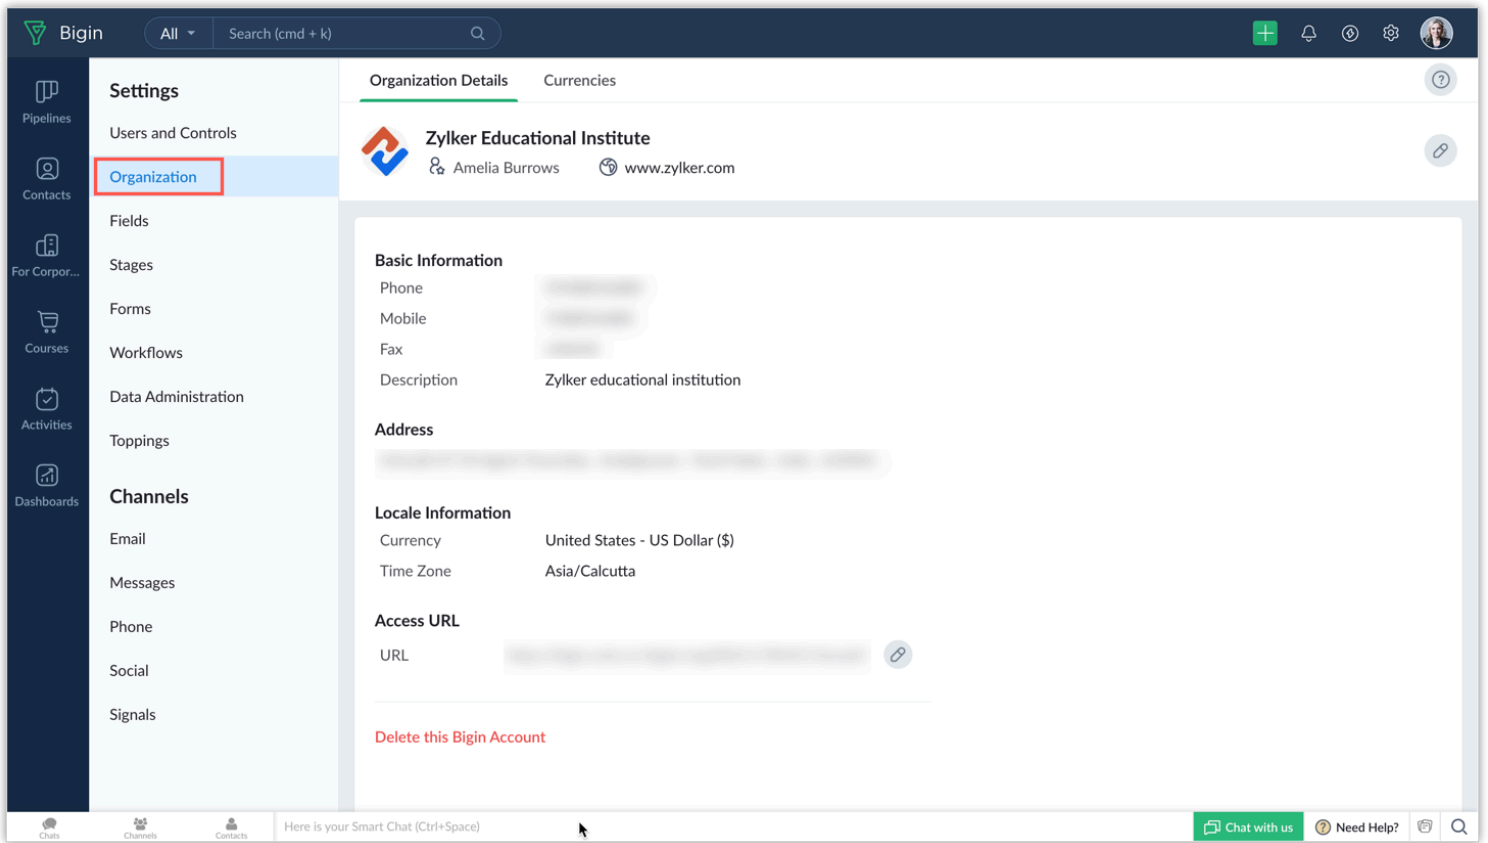 Bigin
All
Search (cmd + k)
Pipelines
Contacts
For Corpor...
Courses
Activities
Dashboards
Settings
Users and Controls
Organization
Fields
Stages
Forms
Workflows
Data Administration
Toppings
Channels
Email
Messages
Phone
Social
Signals
Organization Details
Currencies
Zylker Educational Institute
Amelia Burrows
www.zylker.com
Basic Information
Phone
Mobile
Fax
Description Zylker educational institution
Address
Locale Information
Currency United States - US Dollar ($)
Time Zone Asia/Calcutta
Access URL
URL
Delete this Bigin Account
Chats
Channels
Contacts
Here is your Smart Chat (Ctrl+Space)
Chat with us
Need Help?